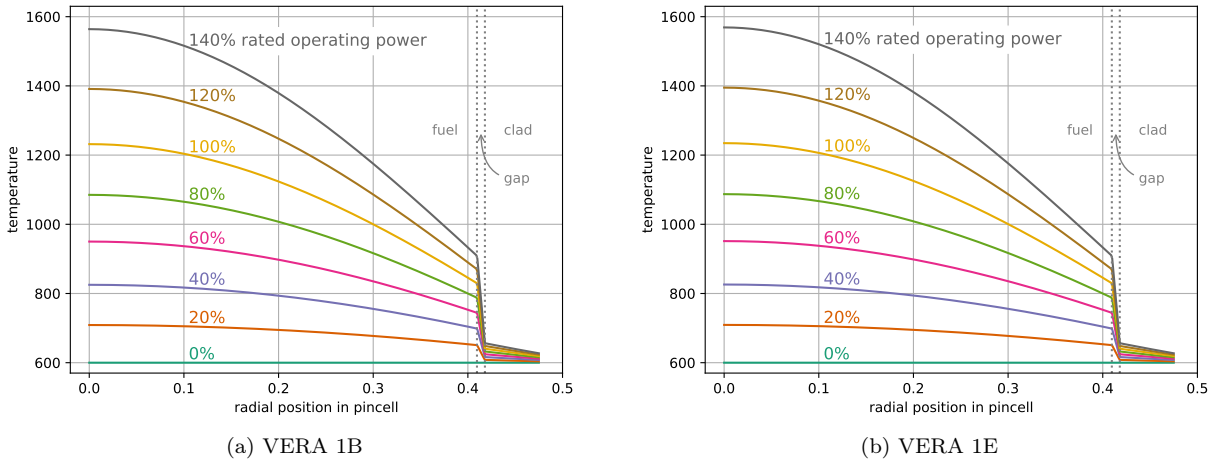 1600
1400
1200
1000
800
600
temperature
140% rated operating power
120%
100%
80%
60%
40%
20%
0%
fuel
clad
gap
0.0
0.1
0.2
0.3
0.4
0.5
radial position in pincell
(a) VERA 1B
1600
1400
1200
1000
800
600
temperature
140% rated operating power
120%
100%
80%
60%
40%
20%
0%
fuel
clad
gap
0.0
0.1
0.2
0.3
0.4
0.5
radial position in pincell
(b) VERA 1E